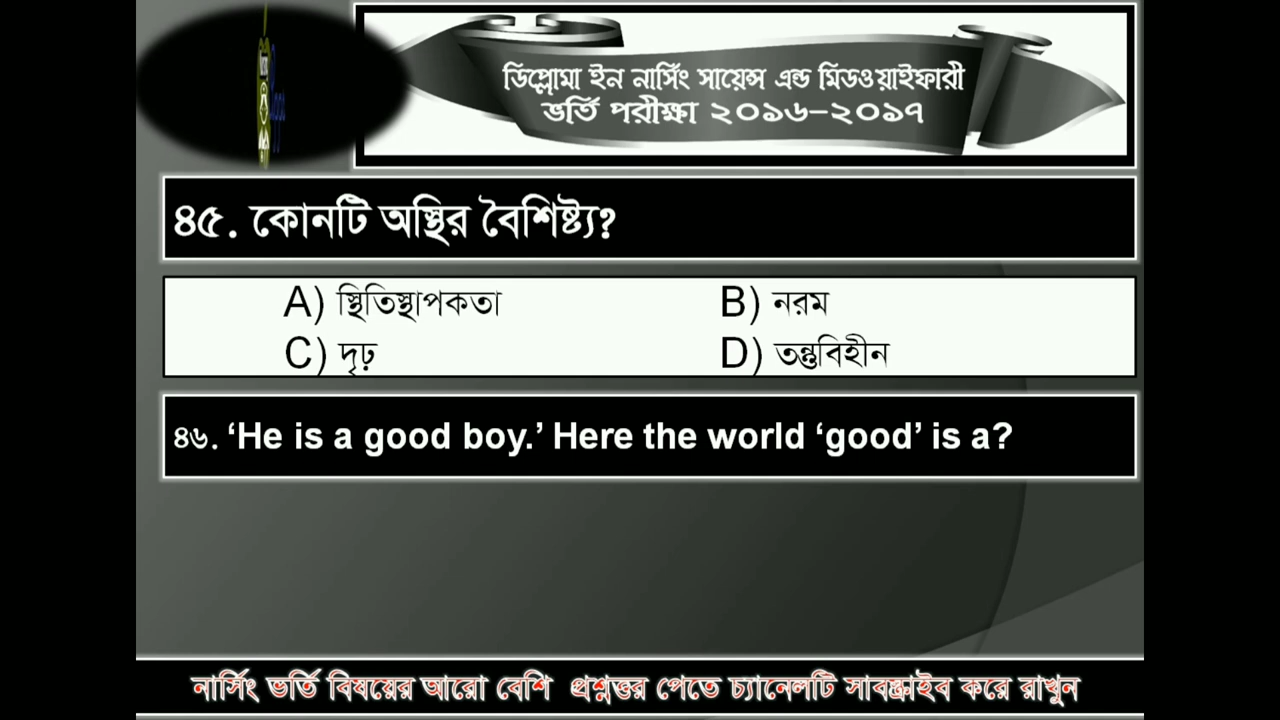 ডিপ্লোমা ইন নার্সিং সায়েন্স এন্ড মিডওয়াইফারী
ভর্তি পরীক্ষা ২০১৬-২০১৭
৪৫. কোনটি অস্থির বৈশিষ্ট্য?
A) স্থিতিস্থাপকতা B) নরম
C) দৃঢ় D) তন্তুবিহীন
৪৬. ‘He is a good boy.’ Here the world ‘good’ is a?
নার্সিং ভর্তি বিষয়ের আরো বেশি প্রশ্নত্তর পেতে চ্যানেলটি সাবস্ক্রাইব করে রাখুন